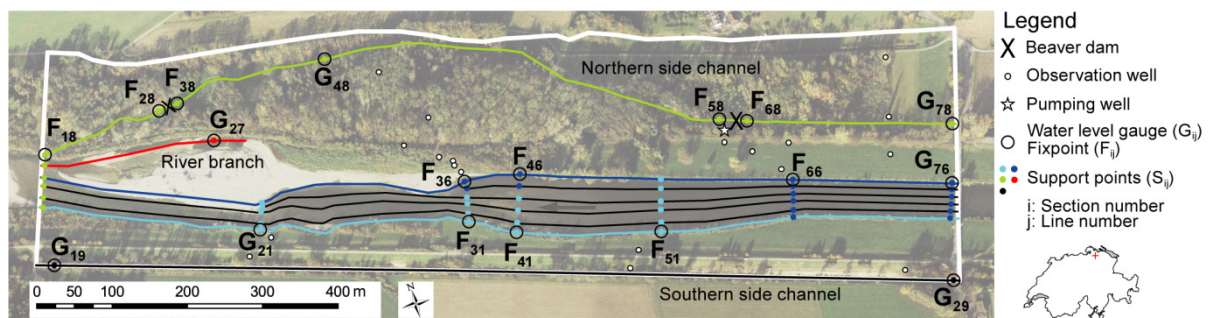 Legend
Beaver dam
Observation well
Pumping well
Water level gauge (Gij)
Fixpoint (Fij)
Support points (Sij)
i: Section number
j: Line number
Northern side channel
G48
F38
F28
F58
F68
G78
G27
F18
River branch
F36
F46
F66
G76
G21
F31
F41
F51
G19
0 50 100 200 300 400 m
N
Southern side channel
G29